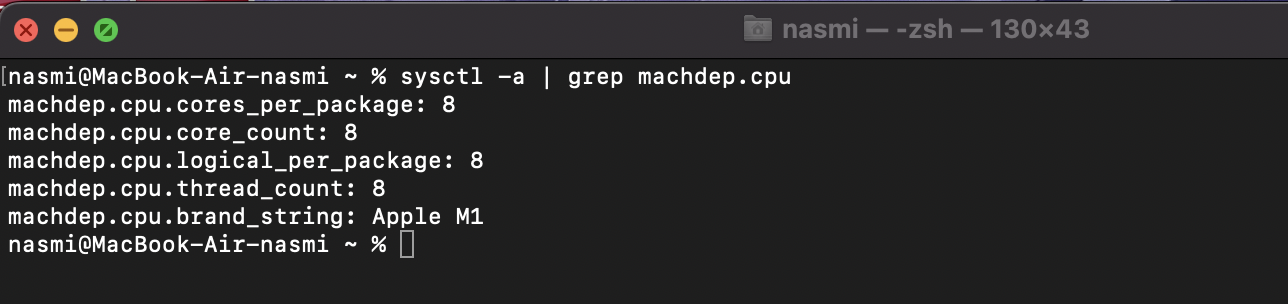 nasmi — -zsh — 130×43
[nasmi@MacBook-Air-nasmi ~ % sysctl -a | grep machdep.cpu
machdep.cpu.cores_per_package: 8
machdep.cpu.core_count: 8
machdep.cpu.logical_per_package: 8
machdep.cpu.thread_count: 8
machdep.cpu.brand_string: Apple M1
nasmi@MacBook-Air-nasmi ~ %